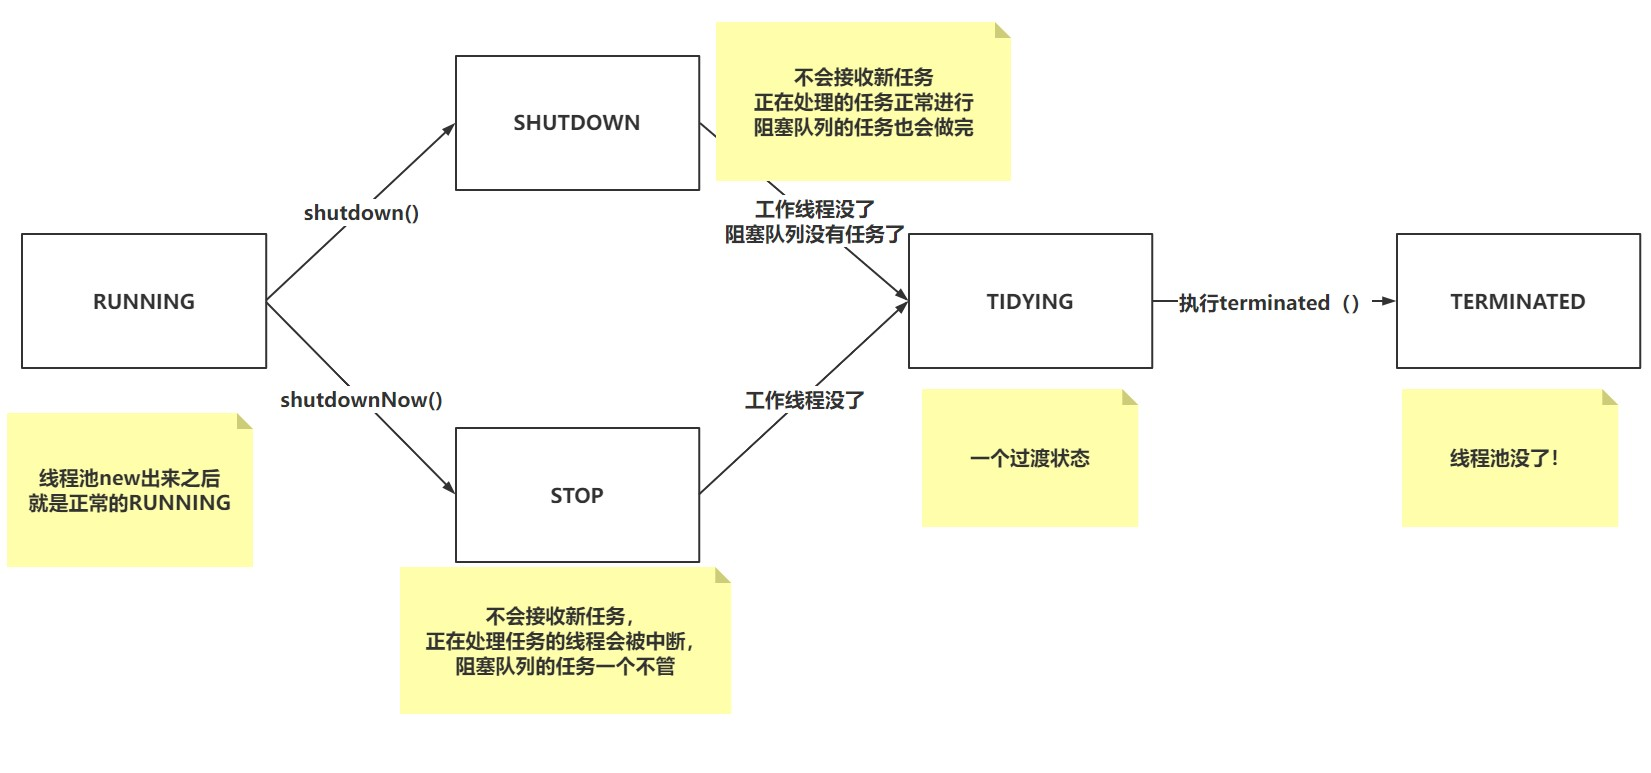 不会接收新任务
正在处理的任务正常进行
阻塞队列的任务也会做完
SHUTDOWN
shutdown()
工作线程没了
阻塞队列没有任务了
RUNNING
TIDYING
执行terminated（）
TERMINATED
shutdownNow()
工作线程没了
线程池new出来之后
就是正常的RUNNING
STOP
一个过渡状态
线程池没了！
不会接收新任务，
正在处理任务的线程会被中断，
阻塞队列的任务一个不管